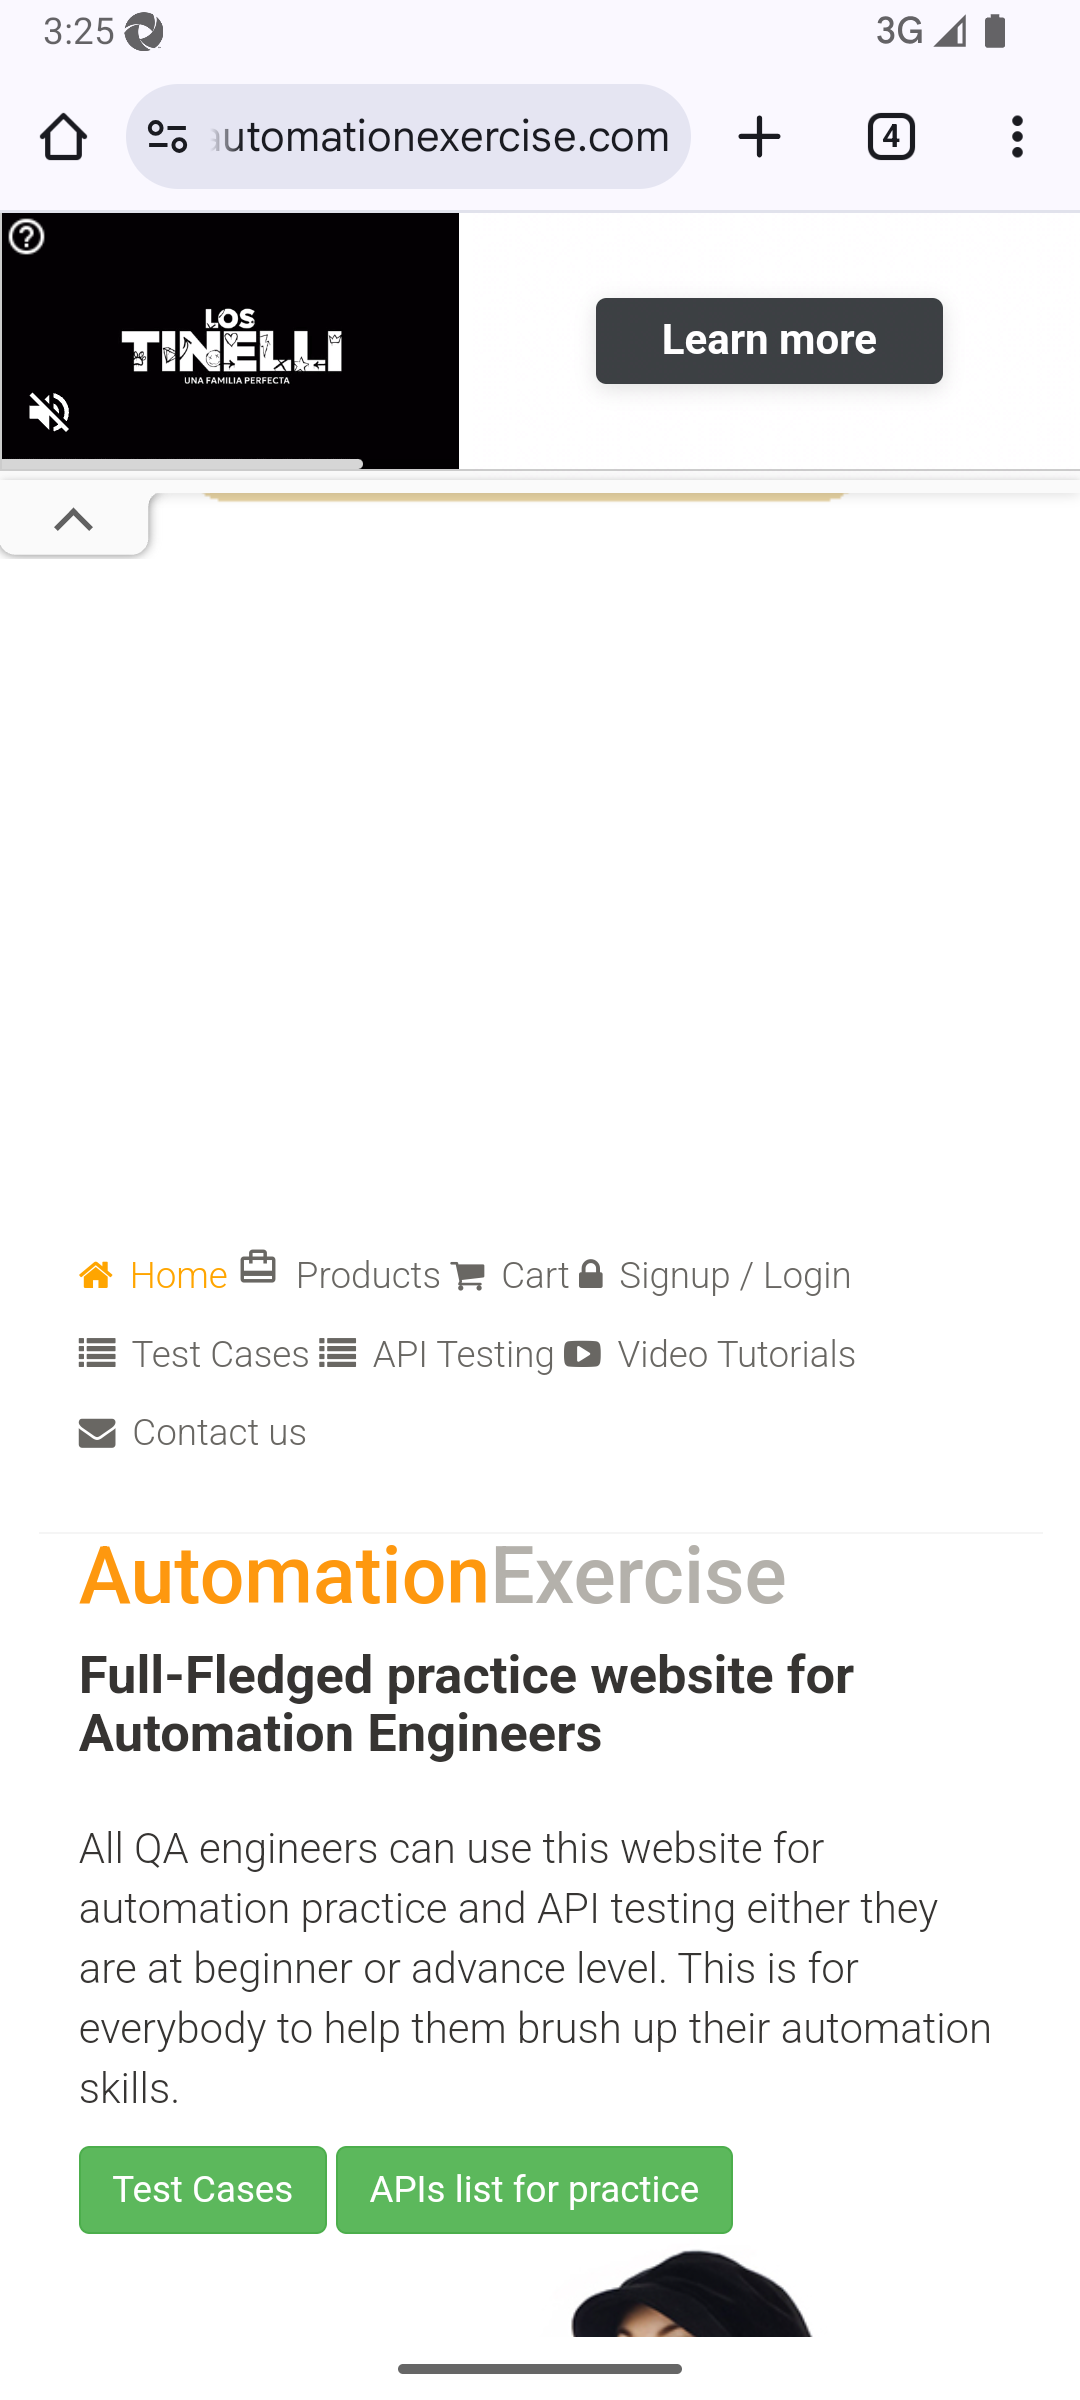 3:25
3G
automationexercise.com
4
LOS
TINELLI
UNA FAMILIA PERFECTA
Learn more
Home Products Cart Signup / Login
Test Cases API Testing Video Tutorials
Contact us
AutomationExercise
Full-Fledged practice website for
Automation Engineers
All QA engineers can use this website for
automation practice and API testing either they
are at beginner or advance level. This is for
everybody to help them brush up their automation
skills.
Test Cases APIs list for practice